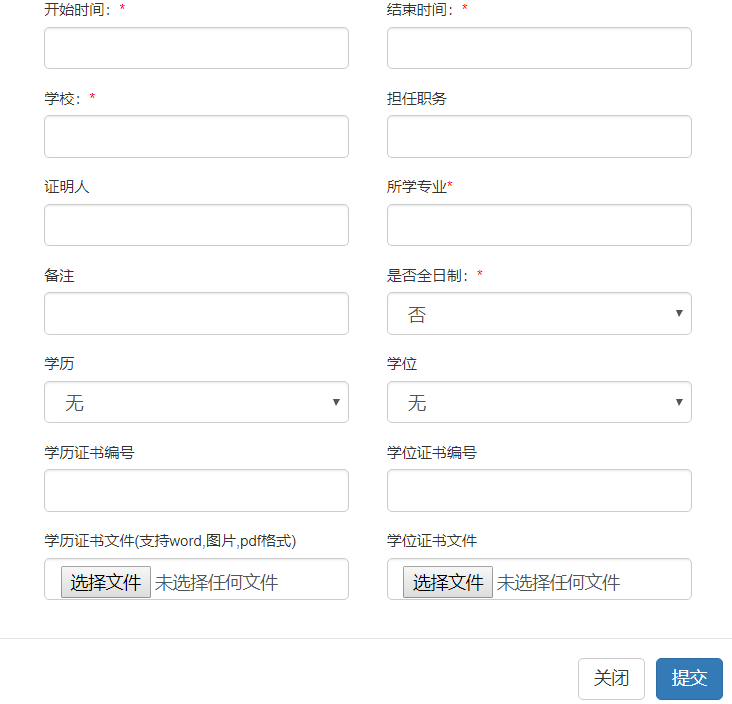 开始时间：*
结束时间：*
学校：*
担任职务
证明人
所学专业*
备注
是否全日制：*
否
学历
学位
无
无
学历证书编号
学位证书编号
学历证书文件(支持word,图片,pdf格式)
学位证书文件
选择文件 未选择任何文件
选择文件 未选择任何文件
关闭
提交